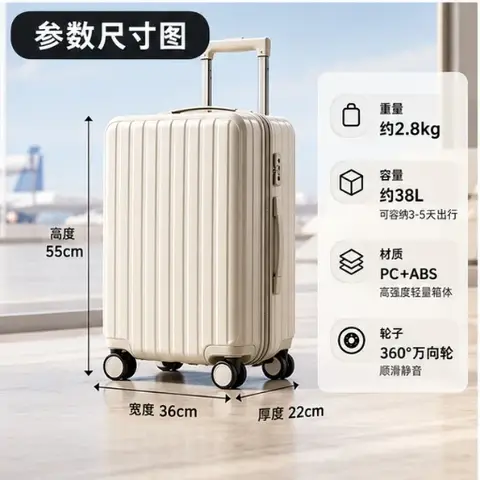 参数尺寸图
高度
55cm
宽度 36cm
厚度 22cm
重量
约2.8kg
容量
约38L
可容纳3-5天出行
材质
PC+ABS
高强度轻量箱体
轮子
360°万向轮
顺滑静音